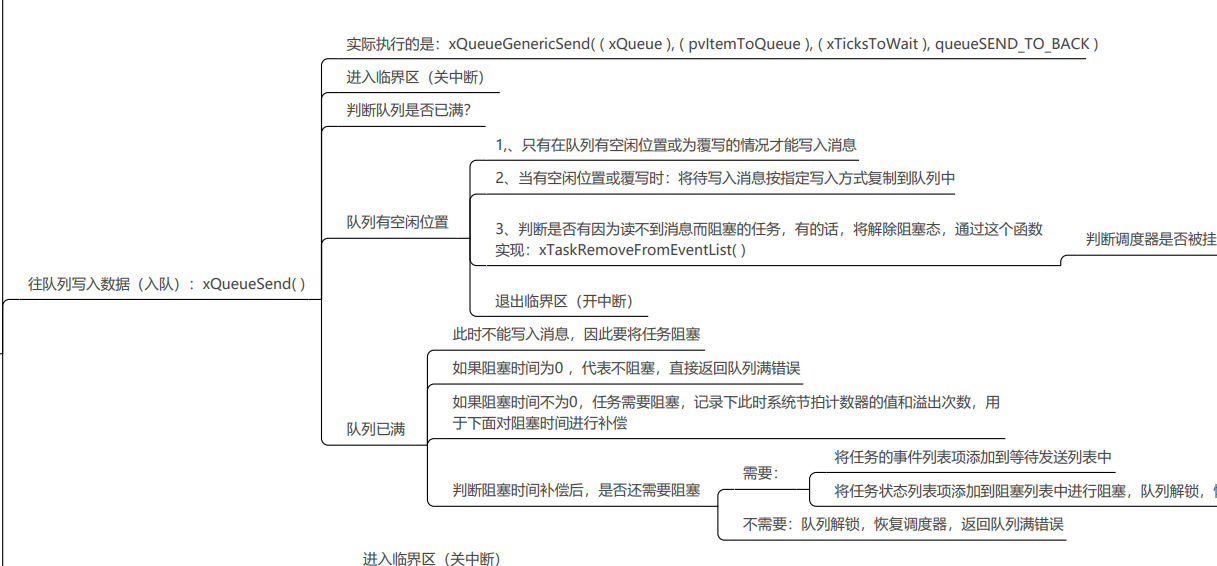 实际执行的是：xQueueGenericSend( ( xQueue ), ( pvItemToQueue ), ( xTicksToWait ), queueSEND_TO_BACK )
进入临界区（关中断）
判断队列是否已满？
1,、只有在队列有空闲位置或为覆写的情况才能写入消息
2、当有空闲位置或覆写时：将待写入消息按指定写入方式复制到队列中
队列有空闲位置
3、判断是否有因为读不到消息而阻塞的任务，有的话，将解除阻塞态，通过这个函数
实现：xTaskRemoveFromEventList( )
判断调度器是否被挂
退出临界区（开中断）
往队列写入数据（入队）：xQueueSend( )
此时不能写入消息，因此要将任务阻塞
如果阻塞时间为0 ，代表不阻塞，直接返回队列满错误
如果阻塞时间不为0，任务需要阻塞，记录下此时系统节拍计数器的值和溢出次数，用
于下面对阻塞时间进行补偿
队列已满
判断阻塞时间补偿后，是否还需要阻塞
需要：
将任务的事件列表项添加到等待发送列表中
将任务状态列表项添加到阻塞列表中进行阻塞，队列解锁，
不需要：队列解锁，恢复调度器，返回队列满错误
进入临界区（关中断）